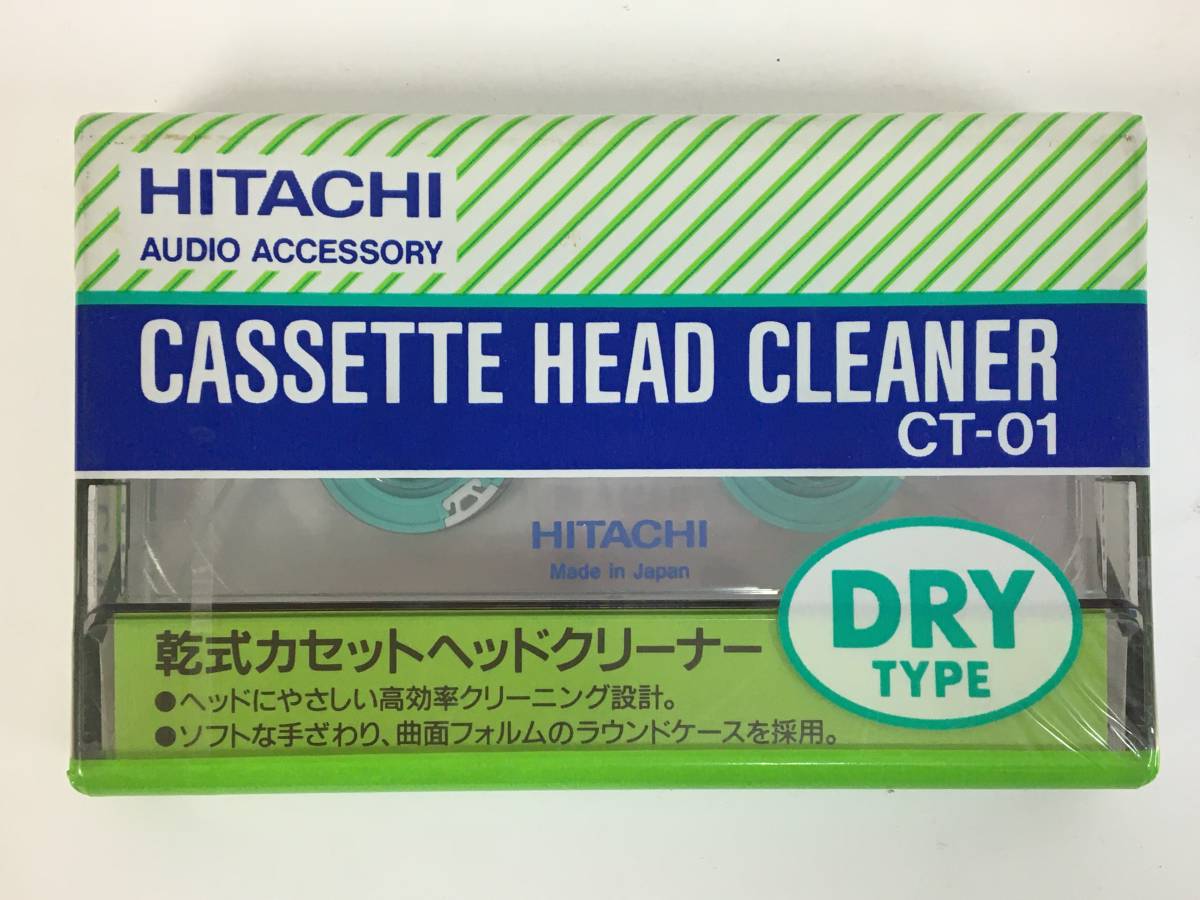 HITACHI
AUDIO ACCESSORY
CASSETTE HEAD CLEANER
CT-01
HITACHI
Made in Japan
DRY
TYPE
乾式カセットヘッドクリーナー
●ヘッドにやさしい高効率クリーニング設計。
●ソフトな手ざわり、曲面フォルムのラウンドケースを採用。